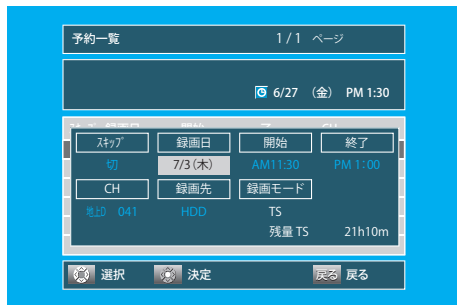 予約一覧 1/1 ページ
6/27 (金) PM 1:30
ｽｷｯﾌﾟ 録画日 開始 終了
切 7/3(木) AM11:30 PM 1:00
CH 録画先 録画モード
地上D 041 HDD TS
残量 TS 21h10m
選択 決定 戻る 戻る